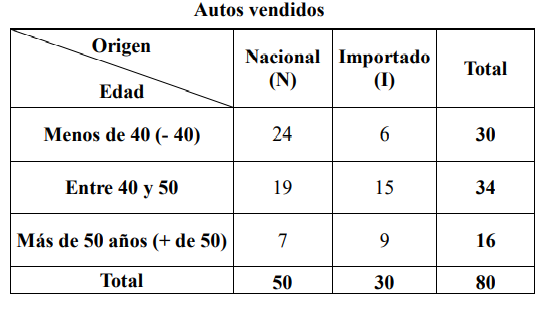 Autos vendidos
Origen
Edad
Nacional
(N)
Importado
(I)
Total
Menos de 40 (- 40)
24
6
30
Entre 40 y 50
19
15
34
Más de 50 años (+ de 50)
7
9
16
Total
50
30
80